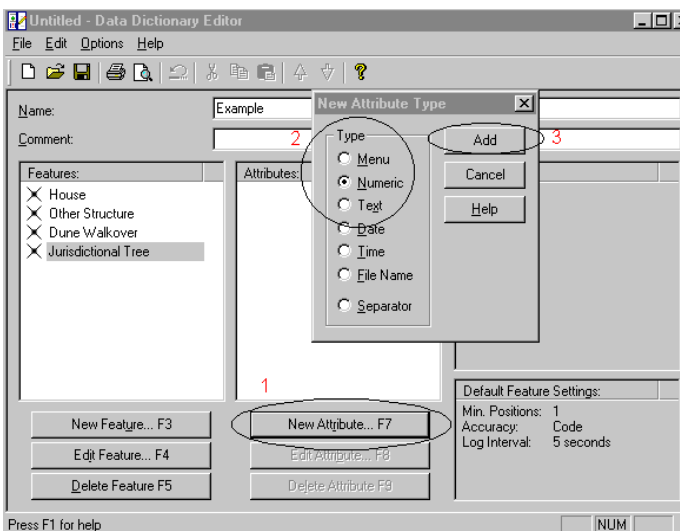 Untitled - Data Dictionary Editor
File Edit Options Help
Name: Example
Comment:
New Attribute Type
Type
Menu
Numeric
Text
Date
Time
File Name
Separator
Add
Cancel
Help
2
3
Features:
House
Other Structure
Dune Walkover
Jurisdictional Tree
Attributes:
1
Default Feature Settings:
Min. Positions: 1
Accuracy: Code
Log Interval: 5 seconds
New Feature... F3
New Attribute... F7
Edit Feature... F4
Edit Attribute... F8
Delete Feature F5
Delete Attribute F9
Press F1 for help
NUM